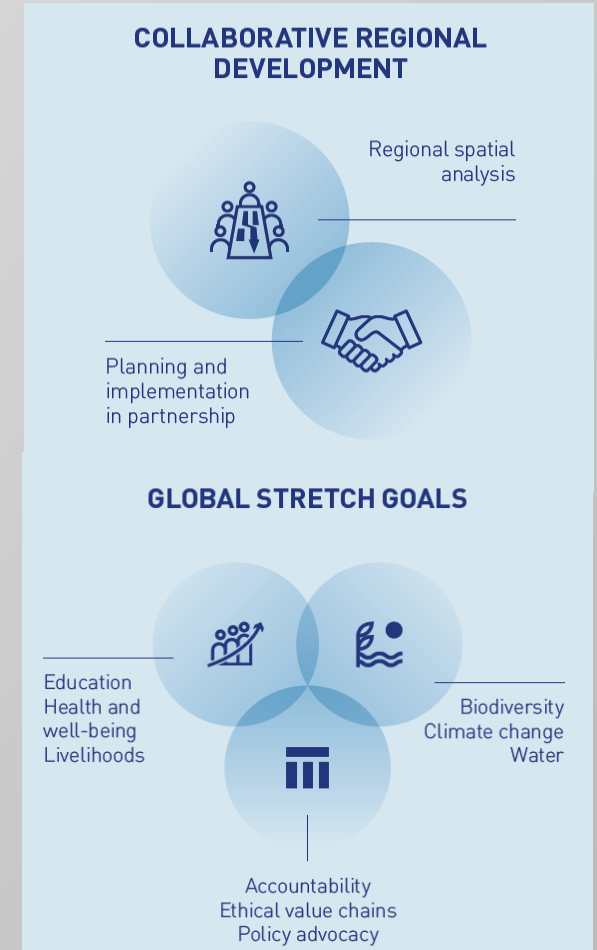 COLLABORATIVE REGIONAL
DEVELOPMENT
Regional spatial
analysis
Planning and
implementation
in partnership
GLOBAL STRETCH GOALS
Education
Health and
well-being
Livelihoods
Biodiversity
Climate change
Water
Accountability
Ethical value chains
Policy advocacy